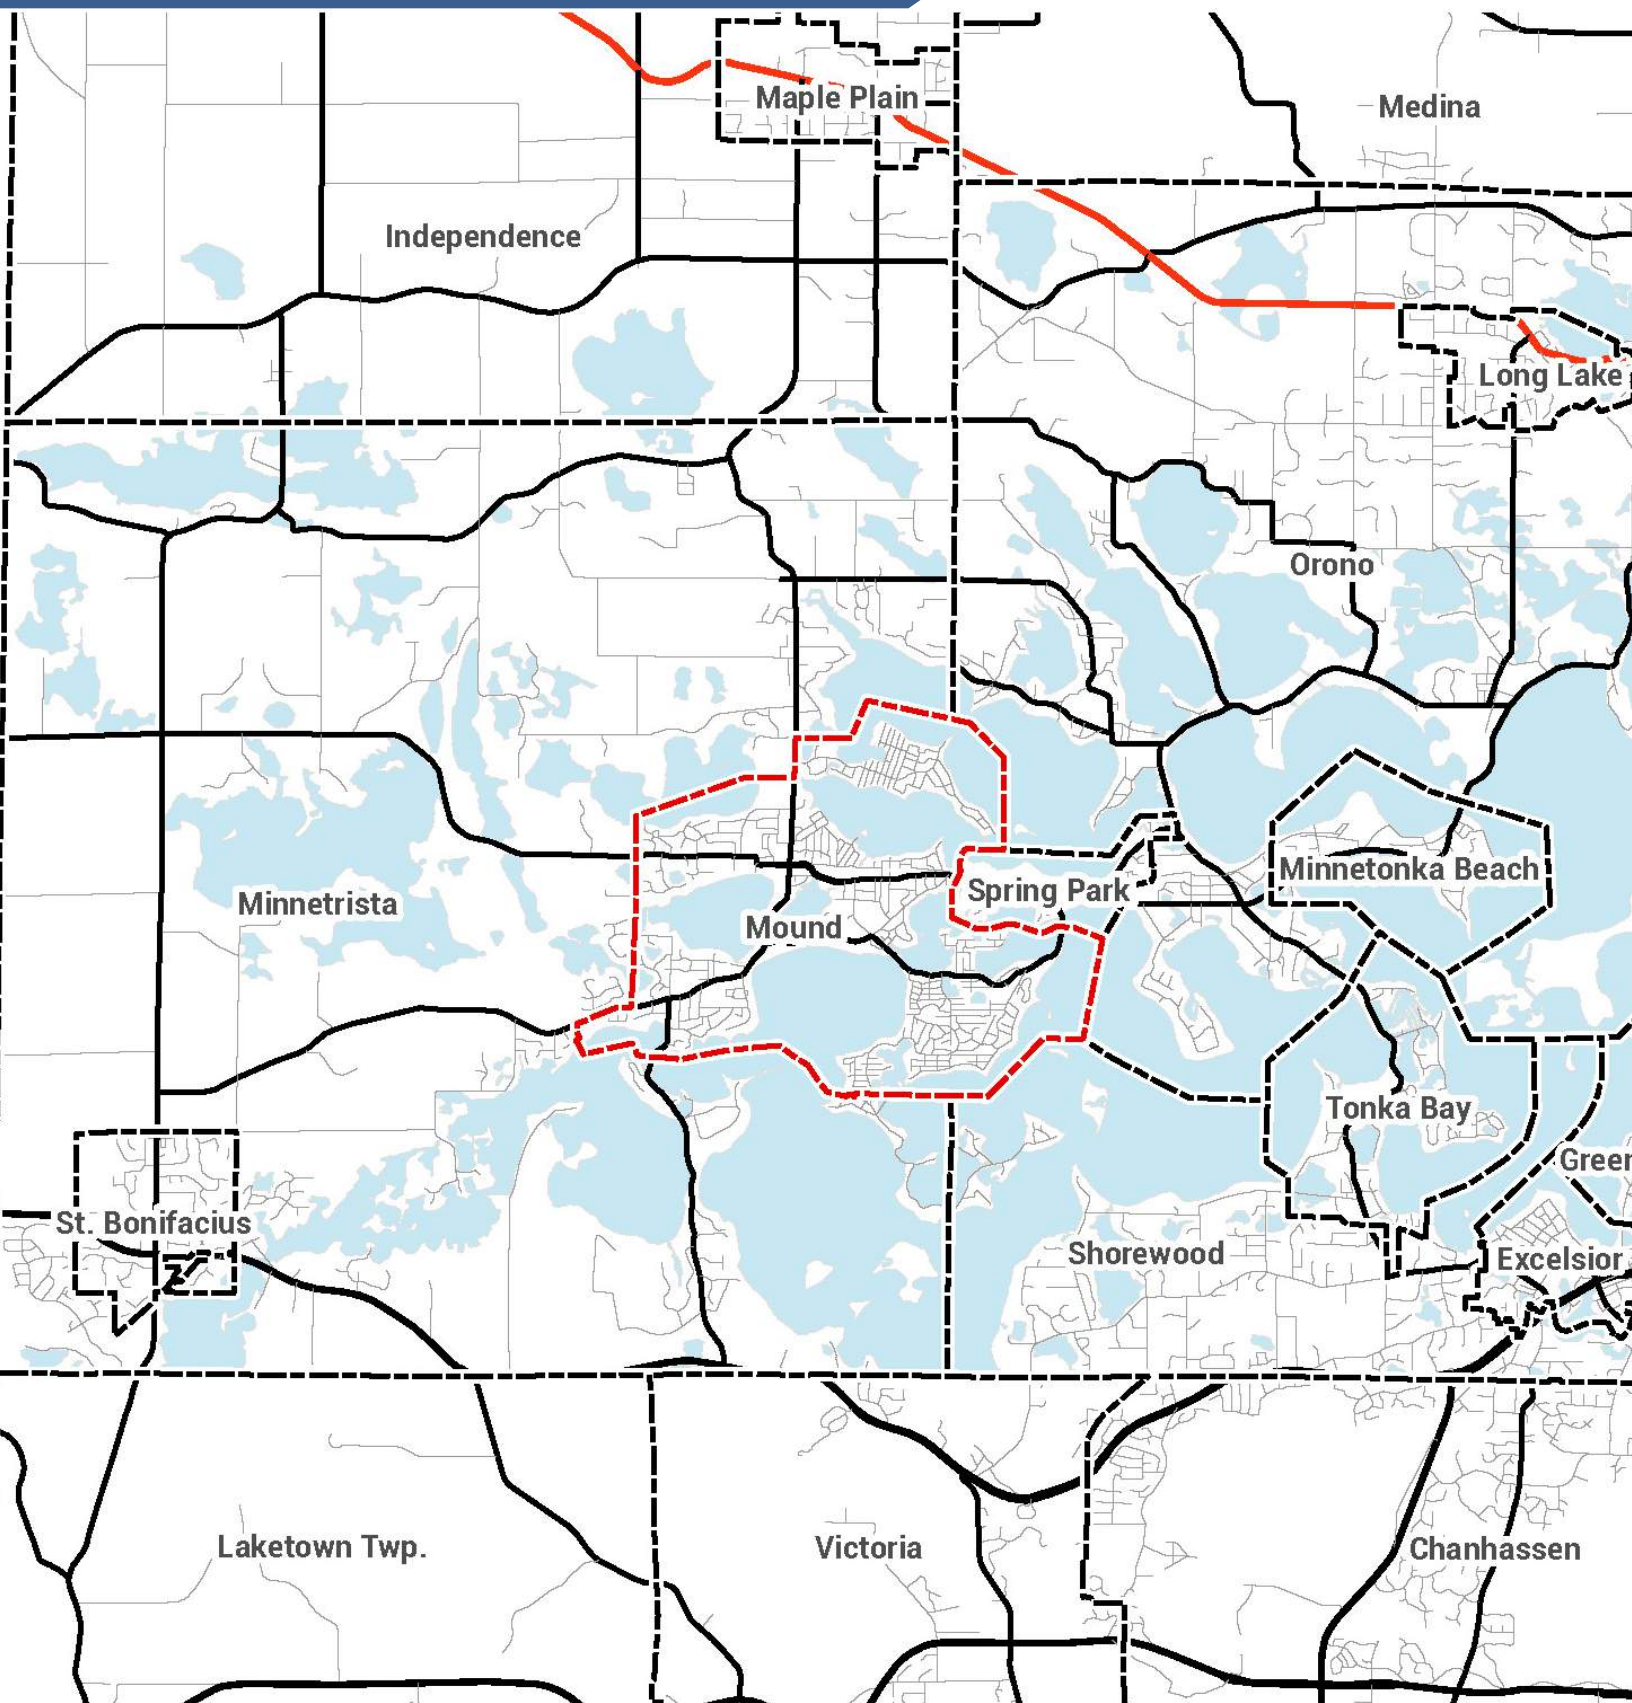 Maple Plain
Medina
Independence
Long Lake
Orono
Minnetonka Beach
Spring Park
Minnetrista
Mound
Tonka Bay
Green
St. Bonifacius
Shorewood
Excelsior
Laketown Twp.
Victoria
Chanhassen